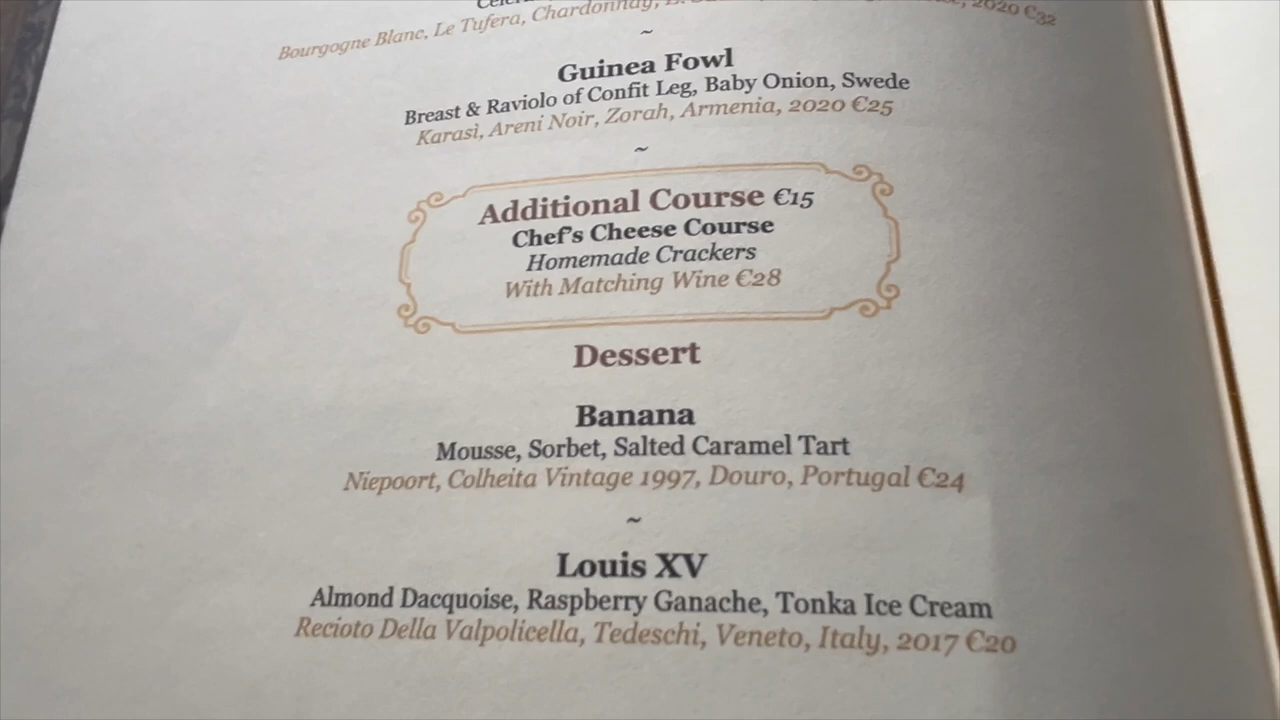 Bourgogne Blanc, Le Tufera, Chardonnay, 2020 €32
~
Guinea Fowl
Breast & Raviolo of Confit Leg, Baby Onion, Swede
Karasì, Areni Noir, Zorah, Armenia, 2020 €25
~
Additional Course €15
Chef's Cheese Course
Homemade Crackers
With Matching Wine €28
Dessert
Banana
Mousse, Sorbet, Salted Caramel Tart
Niepoort, Colheita Vintage 1997, Douro, Portugal €24
~
Louis XV
Almond Dacquoise, Raspberry Ganache, Tonka Ice Cream
Recioto Della Valpolicella, Tedeschi, Veneto, Italy, 2017 €20